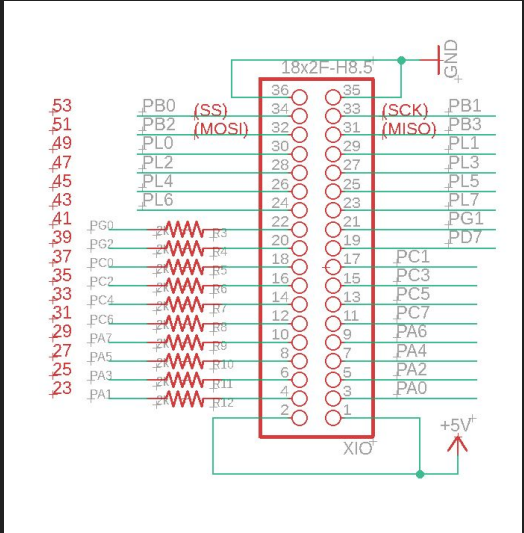 GND
18x2F-H8.5
36 35
53 PB0 (SS) 34 33 (SCK) PB1
51 PB2 (MOSI) 32 31 (MISO) PB3
49 PL0 30 29 PL1
47 PL2 28 27 PL3
45 PL4 26 25 PL5
43 PL6 24 23 PL7
41 PG0 R3 22 21 PG1
39 PG2 R4 20 19 PD7
37 PC0 R5 18 17 PC1
35 PC2 R6 16 15 PC3
33 PC4 R7 14 13 PC5
31 PC6 R8 12 11 PC7
29 PA7 R9 10 9 PA6
27 PA5 R10 8 7 PA4
25 PA3 R11 6 5 PA2
23 PA1 R12 4 3 PA0
2 1
+5V
XIO